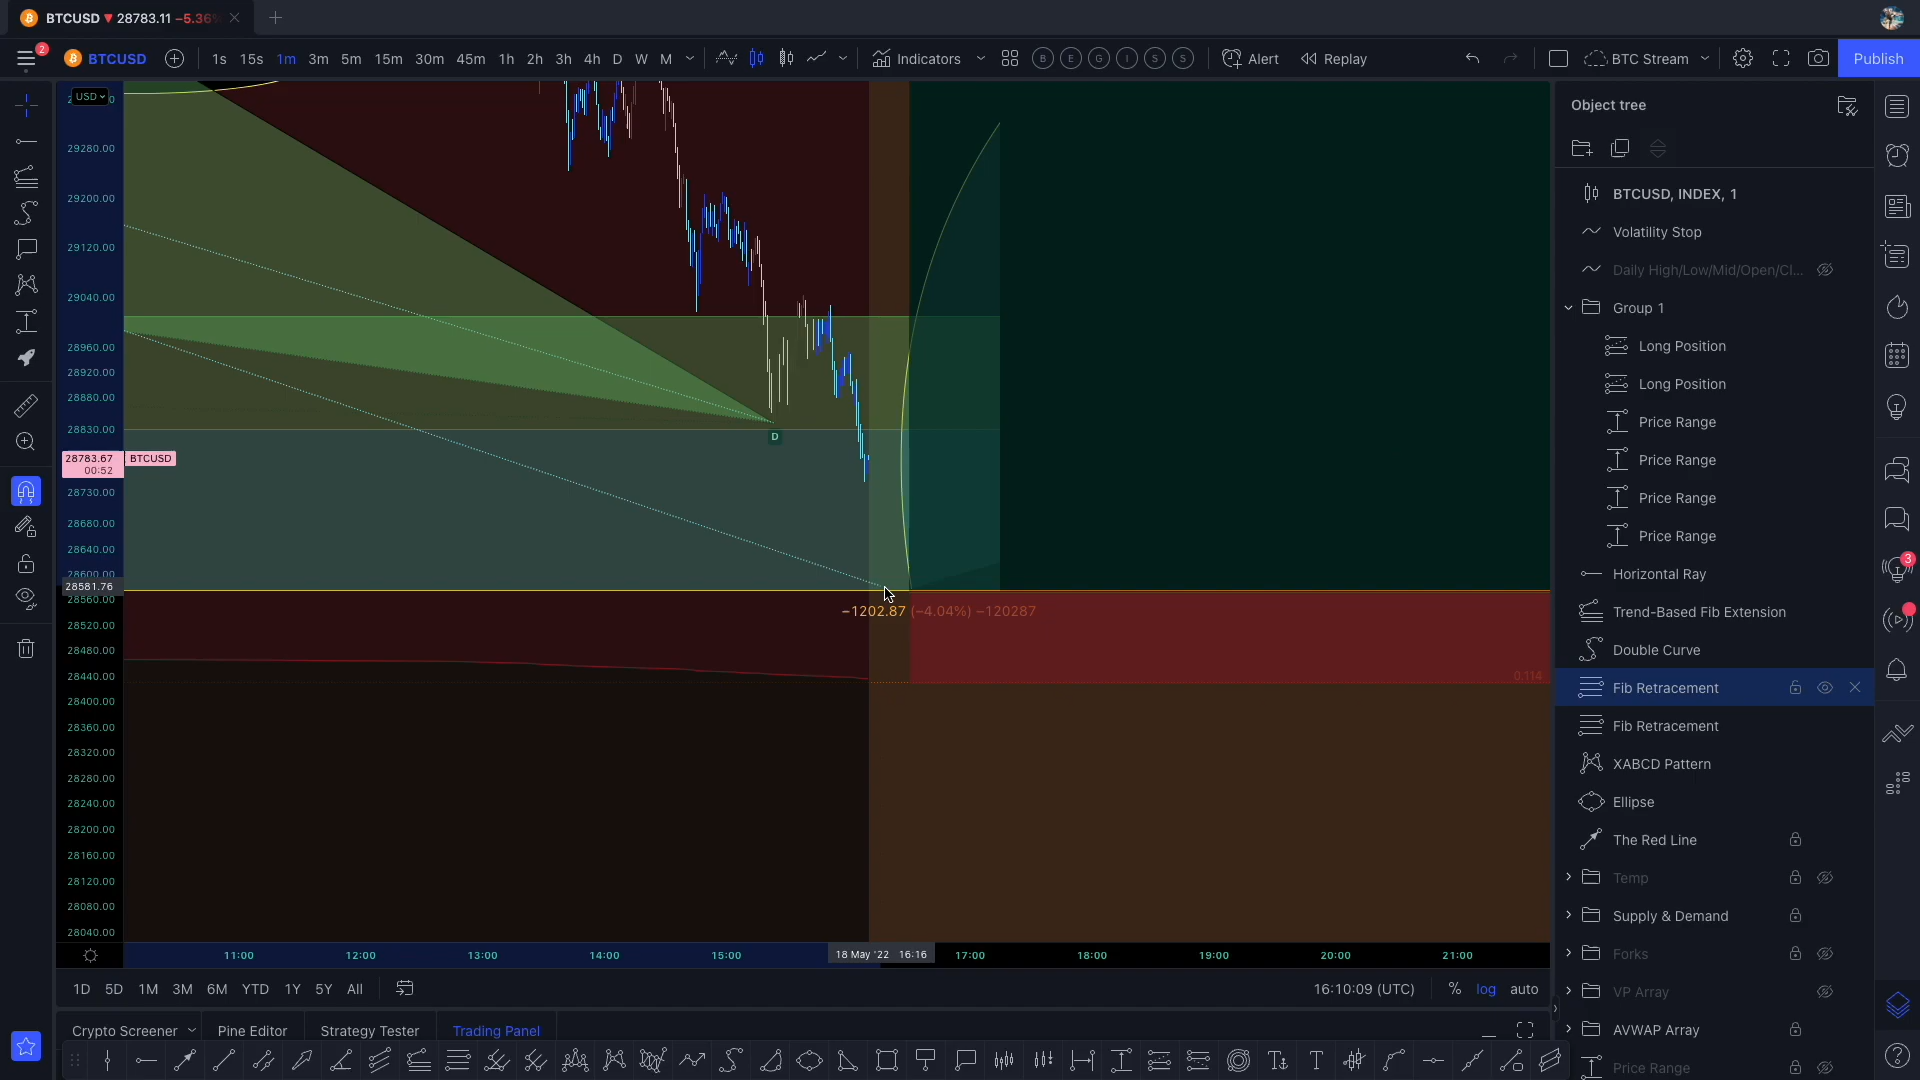 BTCUSD ▼ 28783.11 −5.36%
2
BTCUSD
1s 15s 1m 3m 5m 15m 30m 45m 1h 2h 3h 4h D W M
Indicators
B E G I S S
Alert
Replay
BTC Stream
Publish
USD
29280.00
29200.00
29120.00
29040.00
28960.00
28920.00
28880.00
28830.00
28783.67
00:52
BTCUSD
28730.00
28680.00
28640.00
28600.00
28581.76
28560.00
28520.00
28480.00
28440.00
28400.00
28360.00
28320.00
28280.00
28240.00
28200.00
28160.00
28120.00
28080.00
28040.00
D
−1202.87 (−4.04%) −120287
0.114
11:00 12:00 13:00 14:00 15:00 18 May '22 16:16 17:00 18:00 19:00 20:00 21:00
1D 5D 1M 3M 6M YTD 1Y 5Y All
16:10:09 (UTC) % log auto
Crypto Screener Pine Editor Strategy Tester Trading Panel
T
Object tree
BTCUSD, INDEX, 1
Volatility Stop
Daily High/Low/Mid/Open/Cl...
Group 1
Long Position
Long Position
Price Range
Price Range
Price Range
Price Range
Horizontal Ray
Trend-Based Fib Extension
Double Curve
Fib Retracement
Fib Retracement
XABCD Pattern
Ellipse
The Red Line
Temp
Supply & Demand
Forks
VP Array
AVWAP Array
Price Range
3